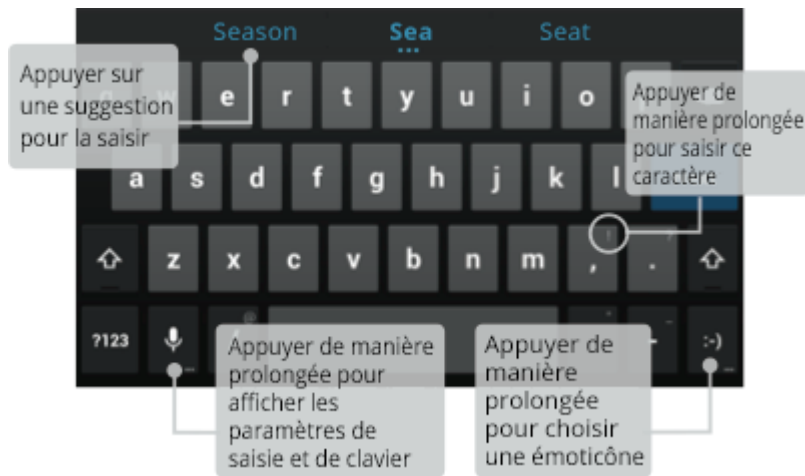 Season Sea Seat
Appuyer sur
une suggestion
pour la saisir
e r t y u i o
Appuyer de
manière prolongée
pour saisir ce
caractère
a s d f g h j k l
z x c v b n m , ! . ?
?123 :-)
Appuyer de manière
prolongée pour
afficher les
paramètres de
saisie et de clavier
Appuyer de
manière
prolongée
pour choisir
une émoticône